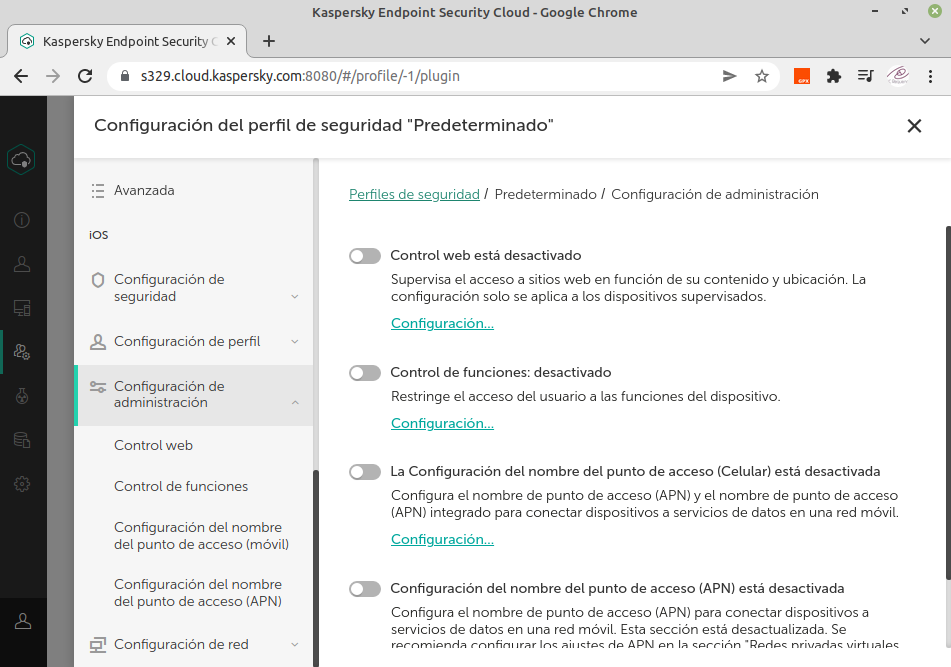 Kaspersky Endpoint Security Cloud - Google Chrome
Kaspersky Endpoint Security C
s329.cloud.kaspersky.com:8080/#/profile/-1/plugin
Configuración del perfil de seguridad "Predeterminado"
Avanzada
iOS
Configuración de
seguridad
Configuración de perfil
Configuración de
administración
Control web
Control de funciones
Configuración del nombre
del punto de acceso (móvil)
Configuración del nombre
del punto de acceso (APN)
Configuración de red
Perfiles de seguridad / Predeterminado / Configuración de administración
Control web está desactivado
Supervisa el acceso a sitios web en función de su contenido y ubicación. La
configuración solo se aplica a los dispositivos supervisados.
Configuración...
Control de funciones: desactivado
Restringe el acceso del usuario a las funciones del dispositivo.
Configuración...
La Configuración del nombre del punto de acceso (Celular) está desactivada
Configura el nombre de punto de acceso (APN) y el nombre de punto de acceso
(APN) integrado para conectar dispositivos a servicios de datos en una red móvil.
Configuración...
Configuración del nombre del punto de acceso (APN) está desactivada
Configura el nombre de punto de acceso (APN) para conectar dispositivos a
servicios de datos en una red móvil. Esta sección está desactualizada. Se
recomienda configurar los ajustes de APN en la sección "Redes privadas virtuales